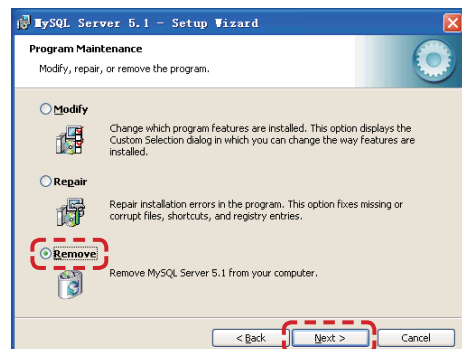 MySQL Server 5.1 - Setup Wizard
Program Maintenance
Modify, repair, or remove the program.
Modify
Change which program features are installed. This option displays the
Custom Selection dialog in which you can change the way features are
installed.
Repair
Repair installation errors in the program. This option fixes missing or
corrupt files, shortcuts, and registry entries.
Remove
Remove MySQL Server 5.1 from your computer.
< Back
Next >
Cancel